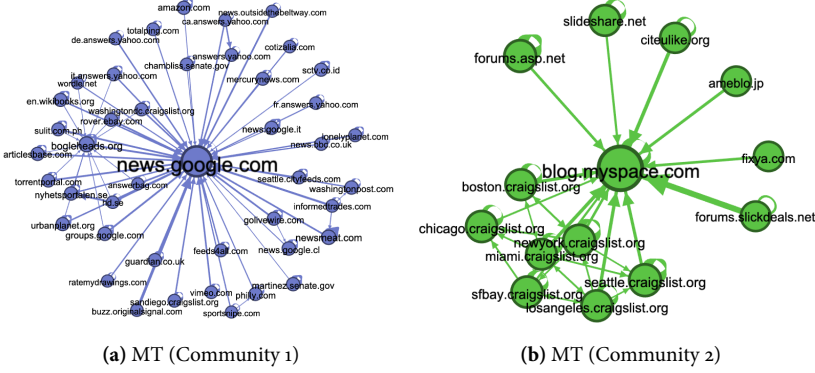 amazon.com
ca.answers.yahoo.com
news.outsidethebeltway.com
totalping.com
de.answers.yahoo.com
cotizalia.com
answers.yahoo.com
chambliss.senate.gov
sctv.co.id
it.answers.yahoo.com
mercurynews.com
wordie.net
en.wikibooks.org
fr.answers.yahoo.com
washingtondc.craigslist.org
rover.ebay.com
sulit.com.ph
news.google.it
lonelyplanet.com
bogleheads.org
news.bbc.co.uk
articlesbase.com
news.google.com
torrentportal.com
answerbag.com
seattle.cityfeeds.com
washingtonpost.com
nyhetsportalen.se
hd.se
informedtrades.com
urbanplanet.org
golivewire.com
groups.google.com
newsmeat.com
feeds4all.com
news.google.cl
guardian.co.uk
ratemydrawings.com
vimeo.com
martinez.senate.gov
philly.com
sandiego.craigslist.org
buzz.originalsignal.com
sportsnipe.com
(a) MT (Community 1)
slideshare.net
citeulike.org
forums.asp.net
ameblo.jp
fixya.com
blog.myspace.com
boston.craigslist.org
forums.slickdeals.net
chicago.craigslist.org
newyork.craigslist.org
miami.craigslist.org
seattle.craigslist.org
sfbay.craigslist.org
losangeles.craigslist.org
(b) MT (Community 2)